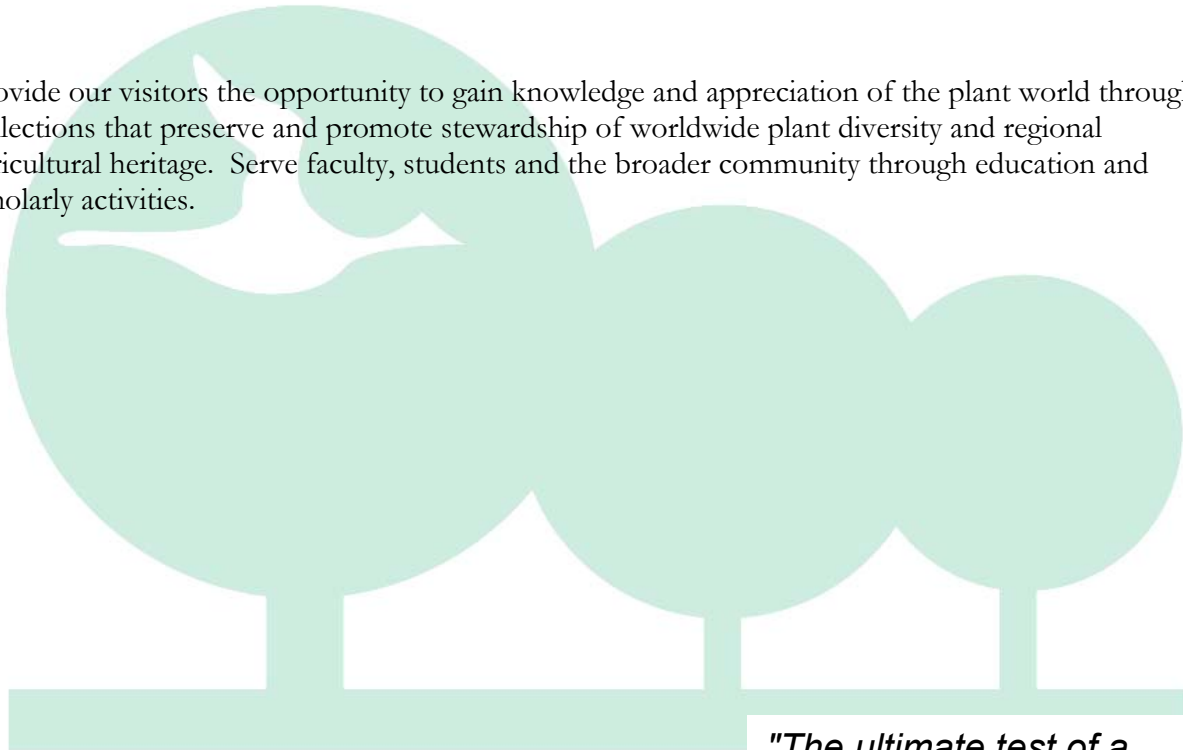 ovide our visitors the opportunity to gain knowledge and appreciation of the plant world through
lections that preserve and promote stewardship of worldwide plant diversity and regional
ricultural heritage.  Serve faculty, students and the broader community through education and
holarly activities.
"The ultimate test of a